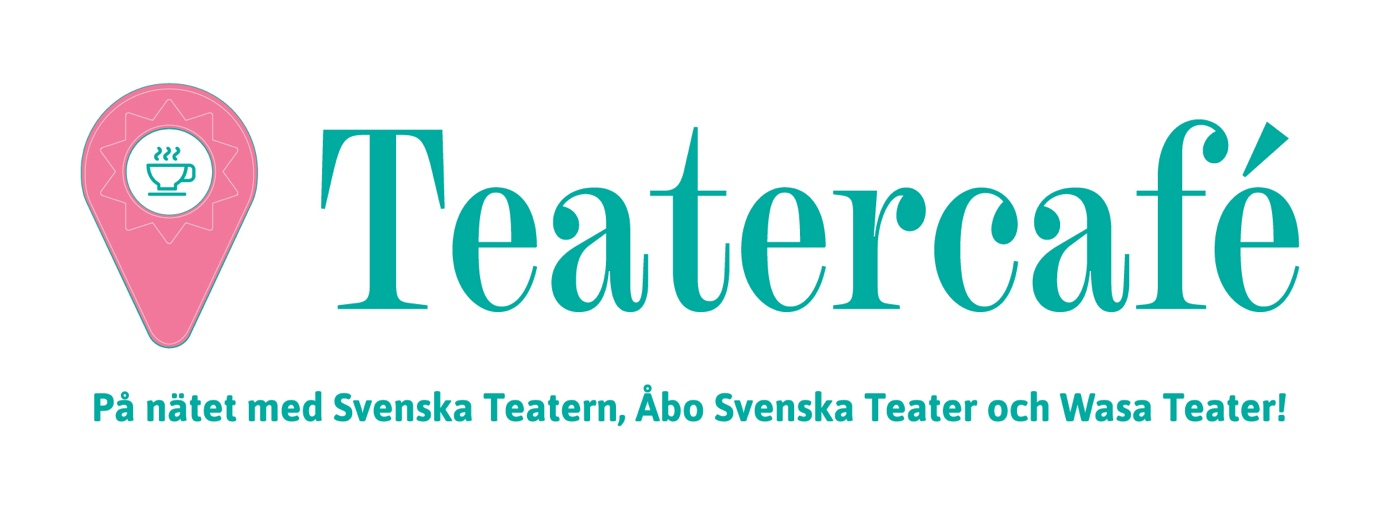 Teatercafé
På nätet med Svenska Teatern, Åbo Svenska Teater och Wasa Teater!